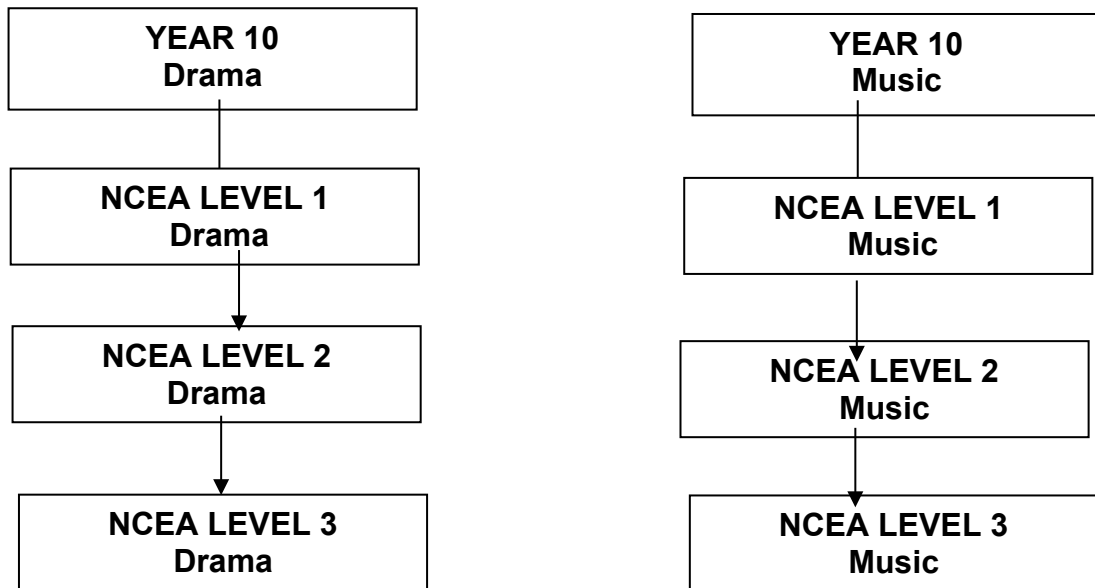 YEAR 10
Drama
NCEA LEVEL 1
Drama
NCEA LEVEL 2
Drama
NCEA LEVEL 3
Drama
YEAR 10
Music
NCEA LEVEL 1
Music
NCEA LEVEL 2
Music
NCEA LEVEL 3
Music